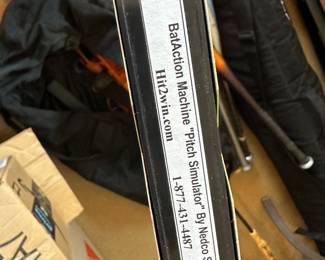 BatAction Machine "Pitch Simulator" By Nedco S
Hit2win.com
1-877-431-4487